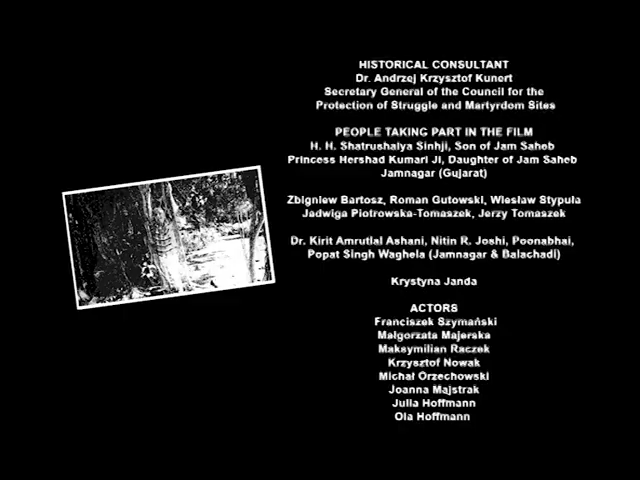 HISTORICAL CONSULTANT
Dr. Andrzej Krzysztof Kunert
Secretary General of the Council for the
Protection of Struggle and Martyrdom Sites
PEOPLE TAKING PART IN THE FILM
H. H. Shatrushalya Sinhji, Son of Jam Saheb
Princess Hershad Kumari Ji, Daughter of Jam Saheb
Jamnagar (Gujarat)
Zbigniew Bartosz, Roman Gutowski, Wiesław Stypuła
Jadwiga Piotrowska-Tomaszek, Jerzy Tomaszek
Dr. Kirit Amrutlal Ashani, Nitin R. Joshi, Poonabhai,
Popat Singh Waghela (Jamnagar & Balachadi)
Krystyna Janda
ACTORS
Franciszek Szymański
Małgorzata Majerska
Maksymilian Raczek
Krzysztof Nowak
Michał Orzechowski
Joanna Majstrak
Julia Hoffmann
Ola Hoffmann